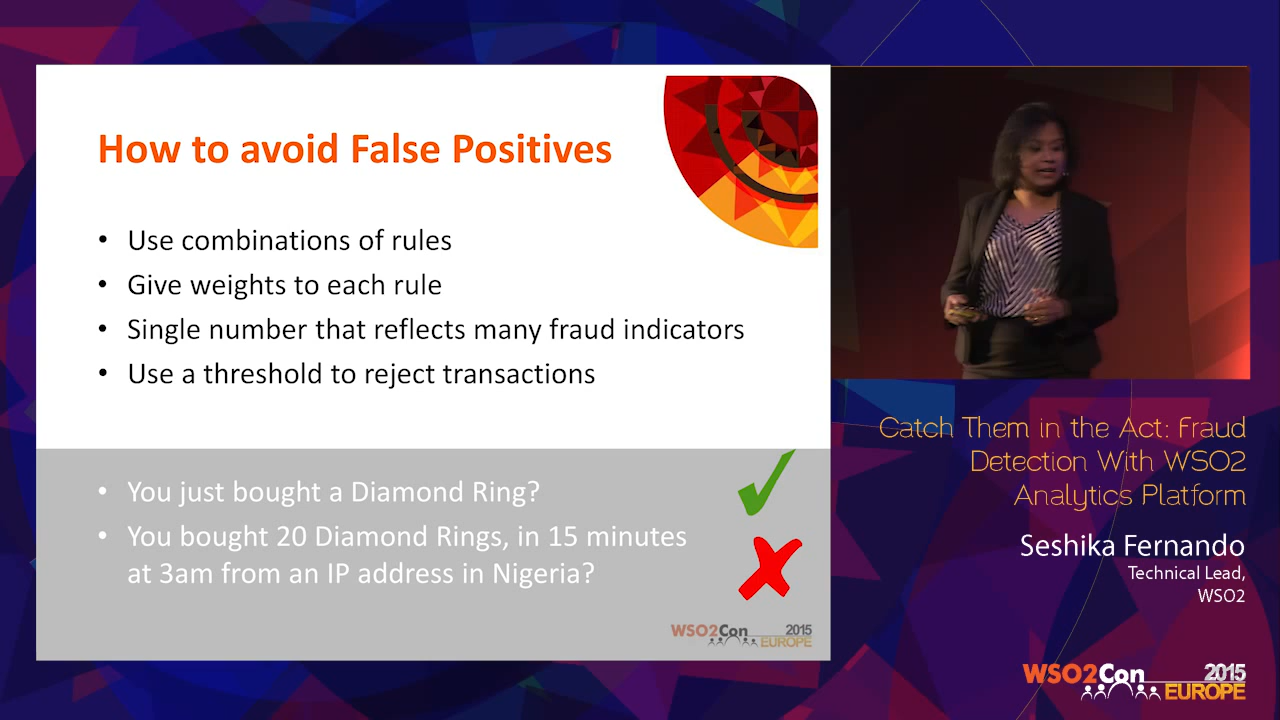 How to avoid False Positives
• Use combinations of rules
• Give weights to each rule
• Single number that reflects many fraud indicators
• Use a threshold to reject transactions
• You just bought a Diamond Ring?
• You bought 20 Diamond Rings, in 15 minutes
at 3am from an IP address in Nigeria?
WSO2Con 2015
EUROPE
Catch Them in the Act: Fraud
Detection With WSO2
Analytics Platform
Seshika Fernando
Technical Lead,
WSO2
WSO2Con 2015
EUROPE